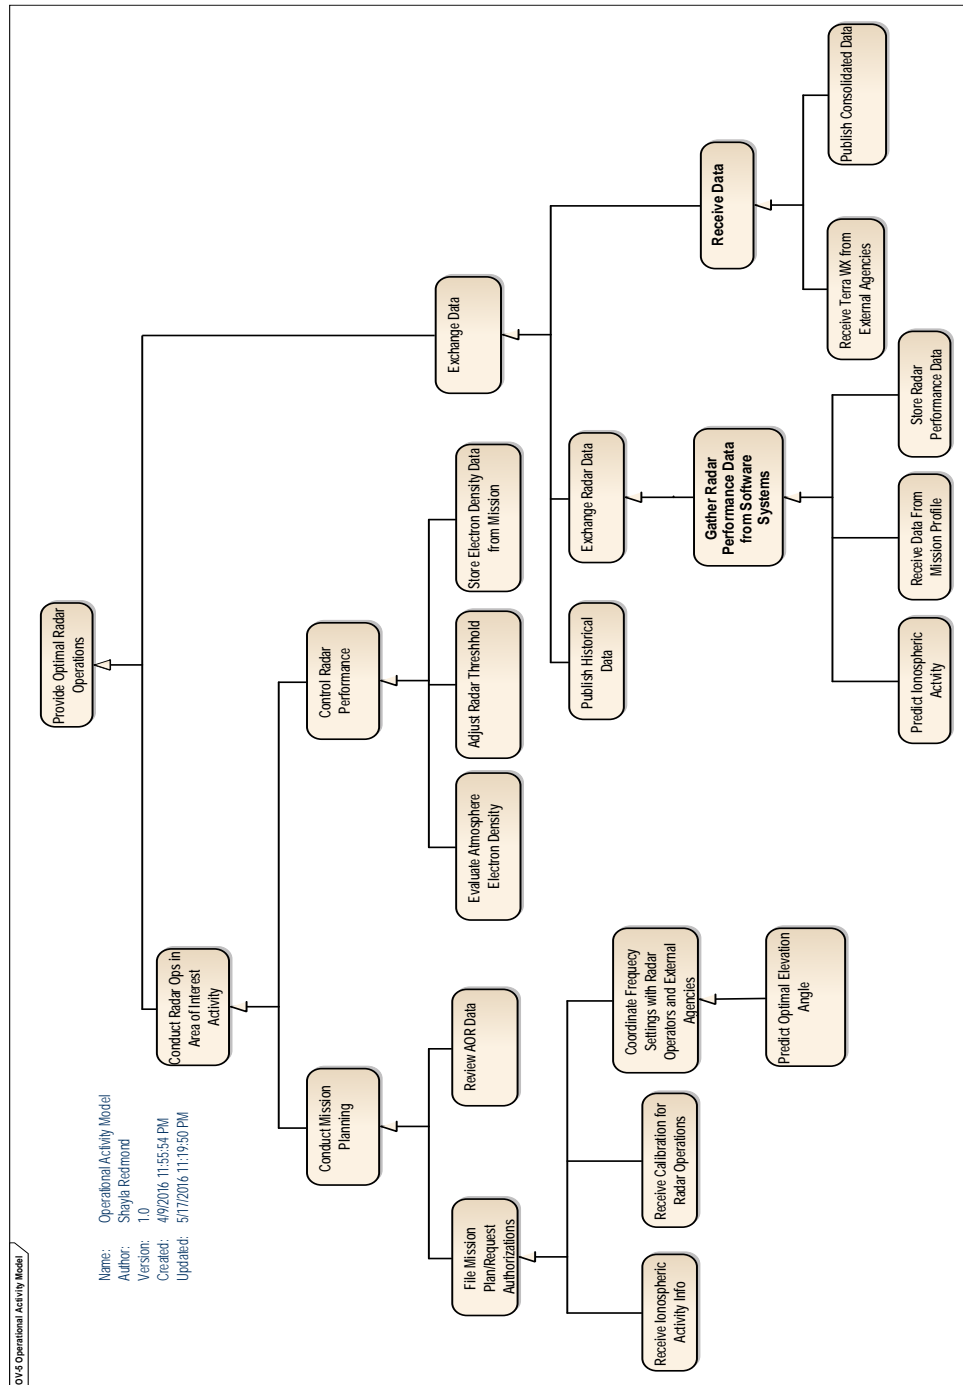 OV-5 Operational Activity Model
Name: Operational Activity Model
Author: Shayla Redmond
Version: 1.0
Created: 4/9/2016 11:55:54 PM
Updated: 5/17/2016 11:19:50 PM
Provide Optimal Radar
Operations
Conduct Radar Ops in
Area of Interest
Activity
Conduct Mission
Planning
Control Radar
Performance
Exchange Data
File Mission
Plan/Request
Authorizations
Review AOR Data
Evaluate Atmosphere
Electron Density
Adjust Radar Threshhold
Store Electron Density Data
from Mission
Publish Historical
Data
Exchange Radar Data
Receive Data
Receive Ionospheric
Activity Info
Receive Calibration for
Radar Operations
Coordinate Frequecy
Settings with Radar
Operators and External
Agencies
Gather Radar
Performance Data
from Software
Systems
Predict Optimal Elevation
Angle
Receive Terra WX from
External Agencies
Publish Consolidated Data
Predict Ionospheric
Actvity
Receive Data From
Mission Profile
Store Radar
Performance Data